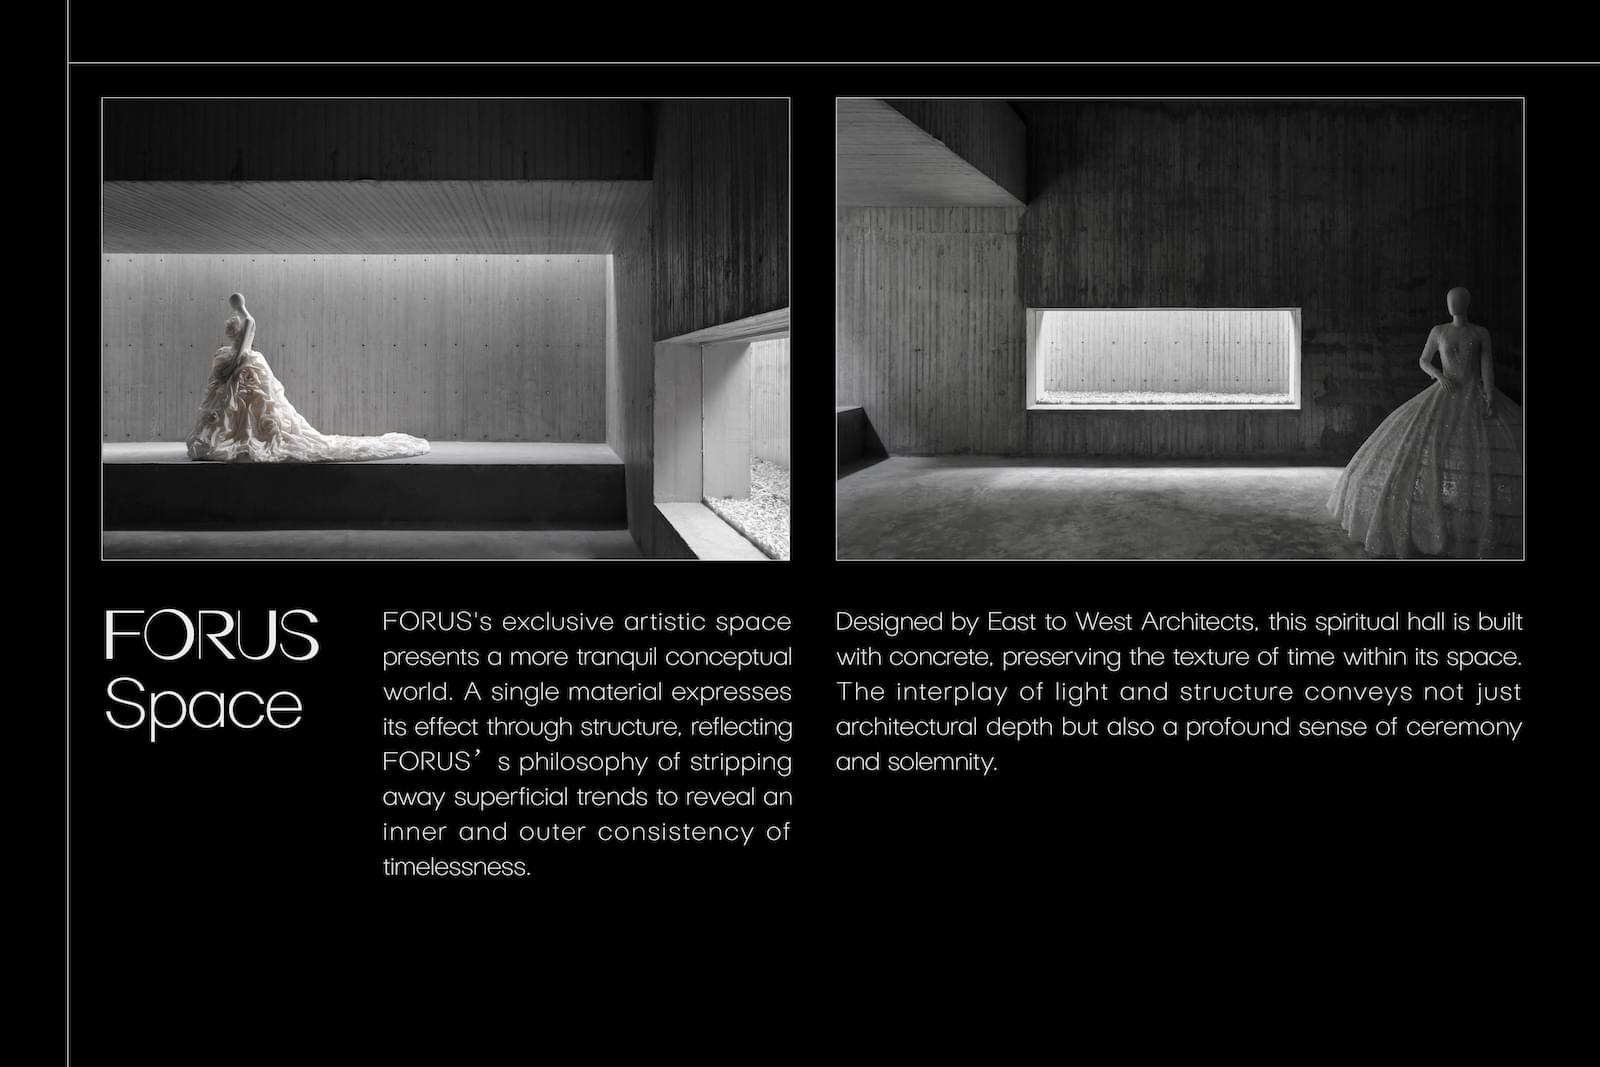 FORUS
Space
FORUS's exclusive artistic space
presents a more tranquil conceptual
world. A single material expresses
its effect through structure, reflecting
FORUS’ s philosophy of stripping
away superficial trends to reveal an
inner and outer consistency of
timelessness.
Designed by East to West Architects, this spiritual hall is built
with concrete, preserving the texture of time within its space.
The interplay of light and structure conveys not just
architectural depth but also a profound sense of ceremony
and solemnity.